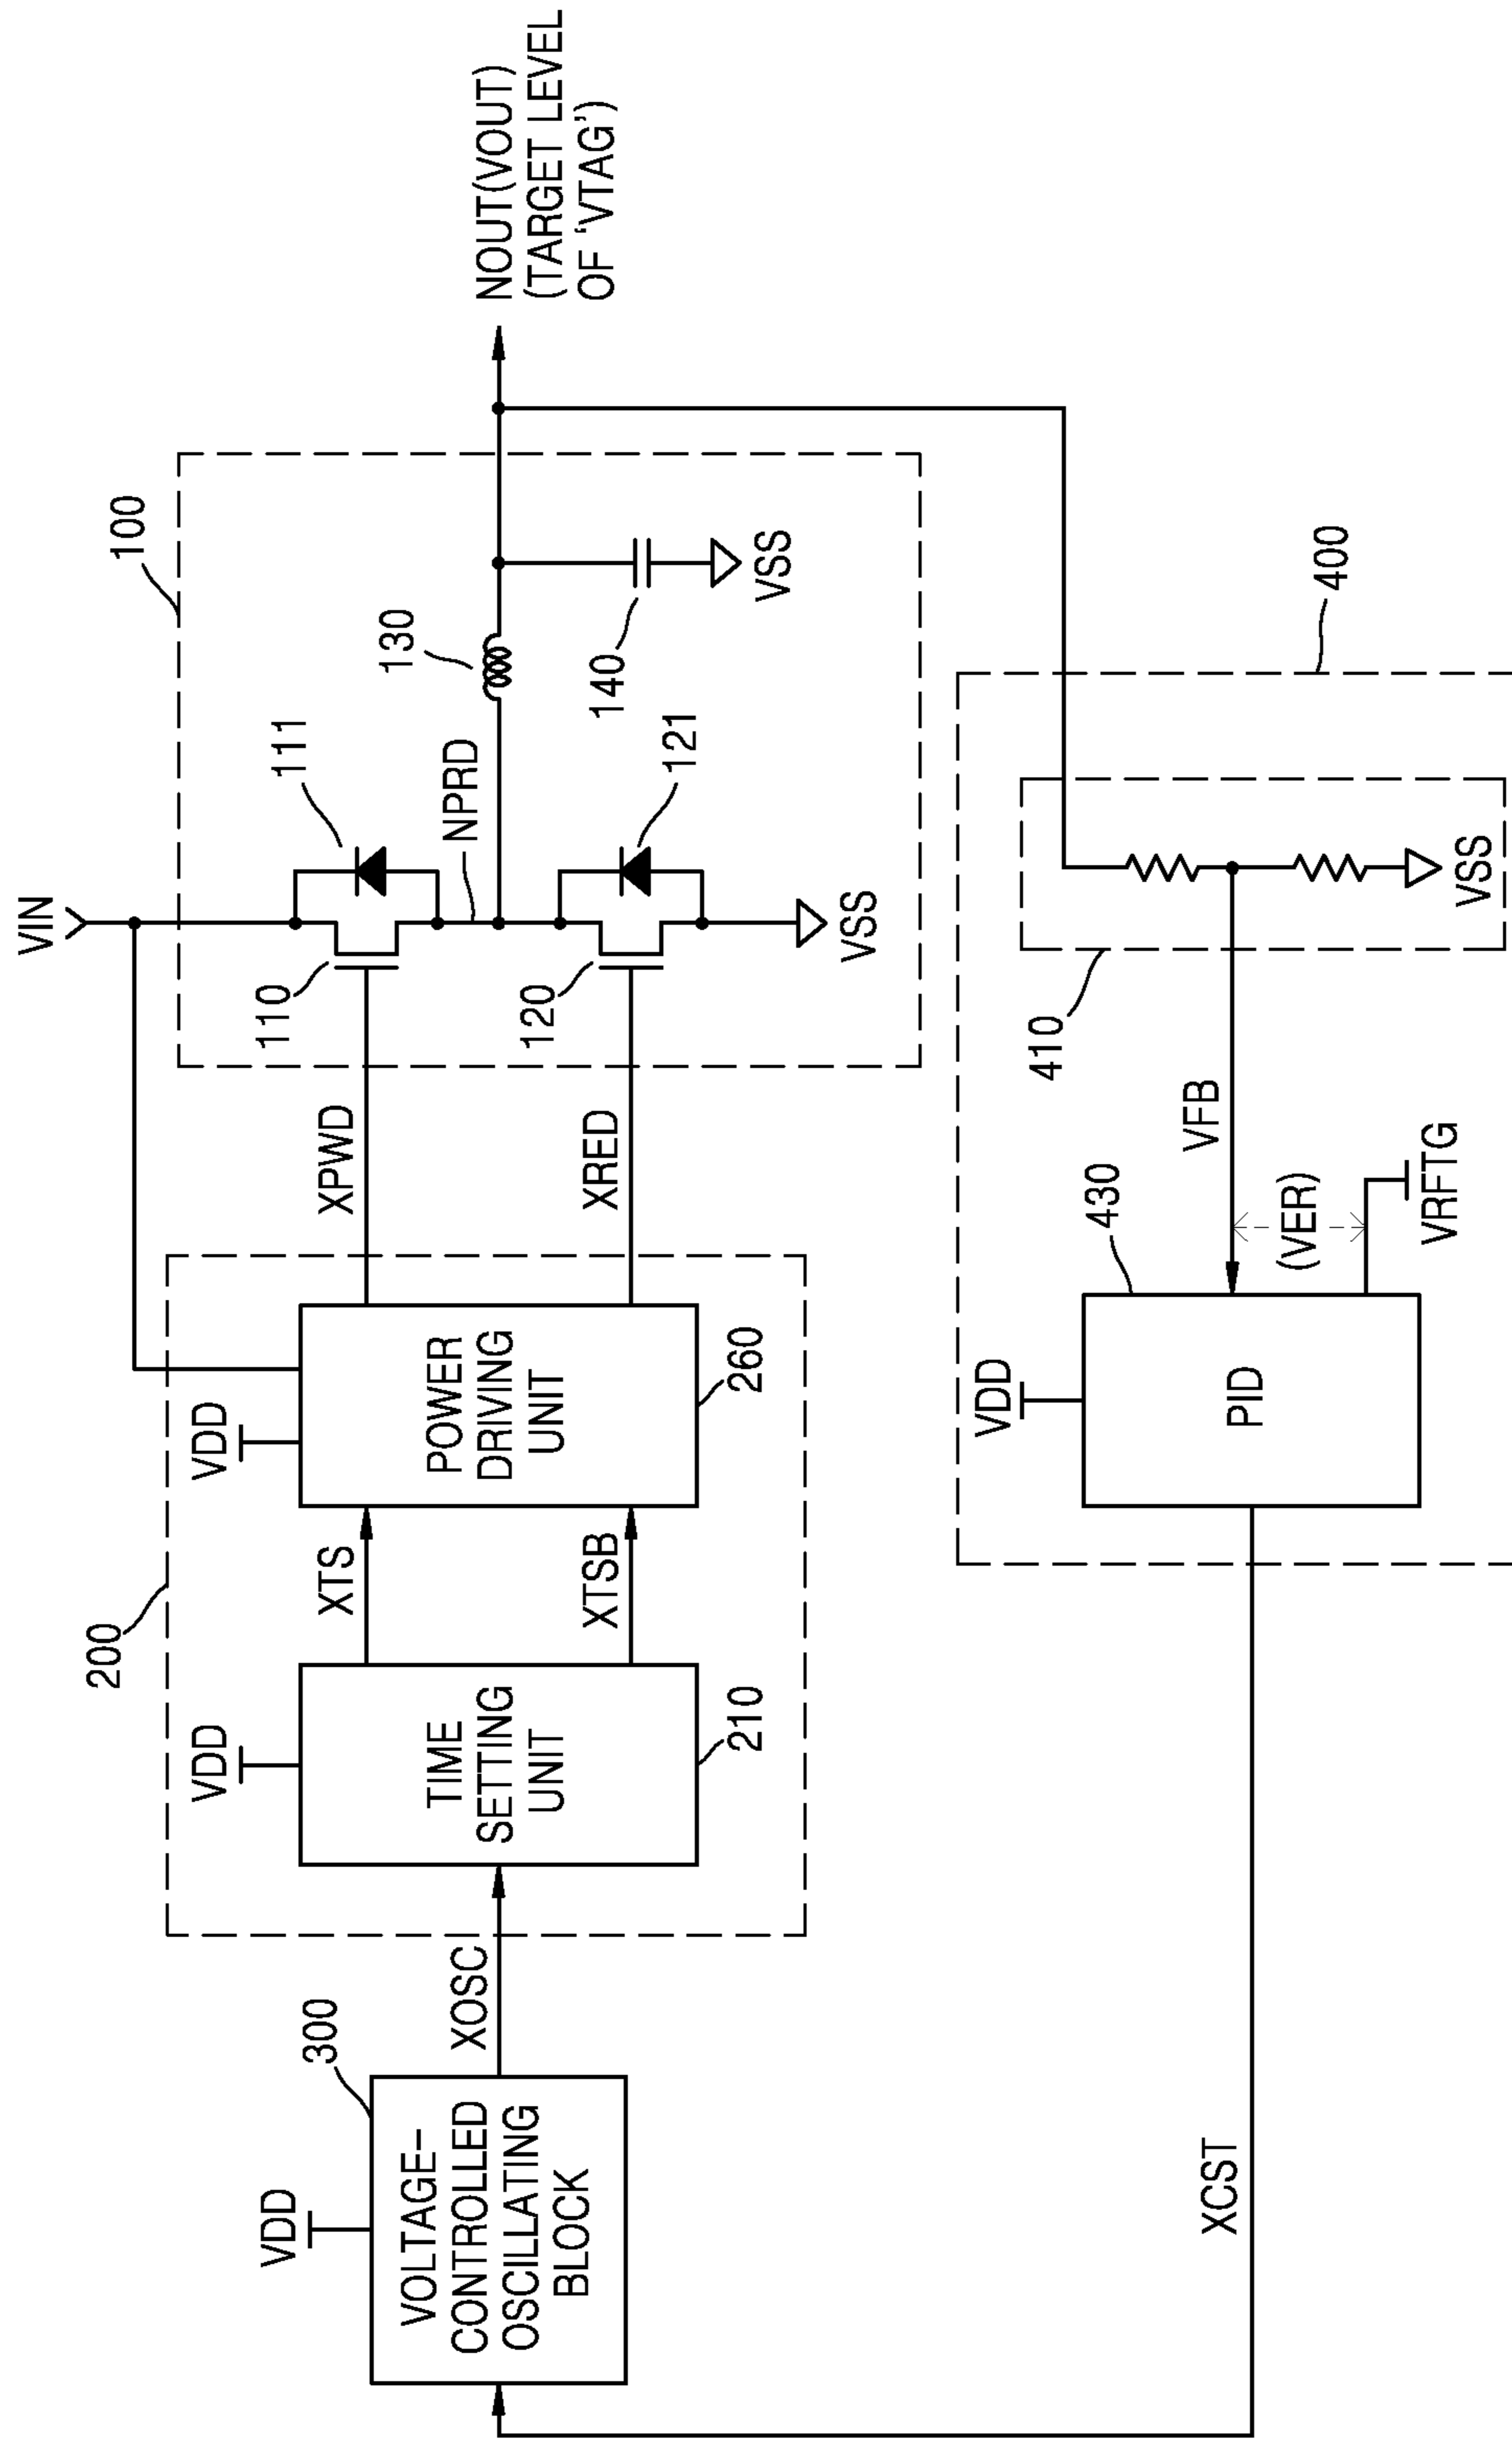 VIN
100
NOUT(VOUT)
(TARGET LEVEL
OF 'VTAG')
111
130
NPRD
110
140
121
VSS
120
VSS
200
VDD
VDD
XTS
XPWD
300
VDD
VOLTAGE-
CONTROLLED
OSCILLATING
BLOCK
XOSC
TIME
SETTING
UNIT
POWER
DRIVING
UNIT
XTSB
XRED
210
260
VDD
430
410
400
XCST
PID
VFB
(VER)
VRFTG
VSS